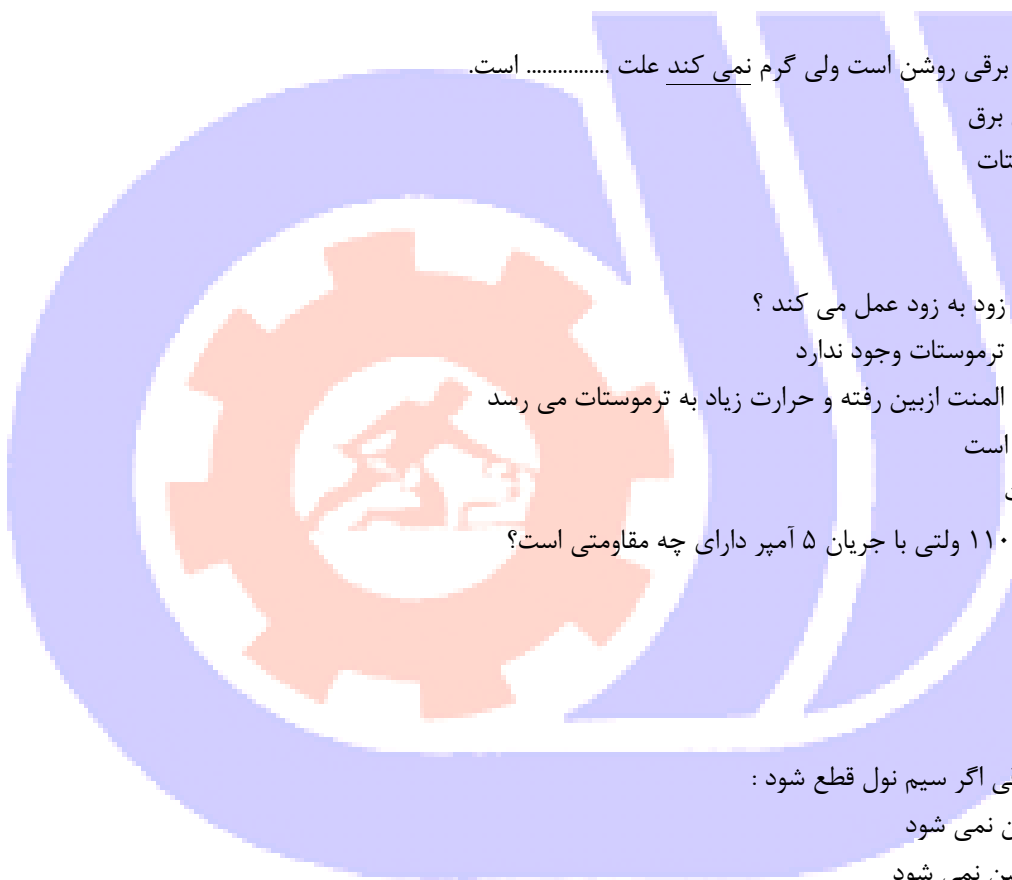 برقی روشن است ولی گرم نمی کند علت ............... است.
برق
زود به زود عمل می کند ؟
ترموستات وجود ندارد
المنت ازبین رفته و حرارت زیاد به ترموستات می رسد
است
۱۱۰ ولتی با جریان ۵ آمپر دارای چه مقاومتی است؟
اگر سیم نول قطع شود :
نمی شود
نمی شود